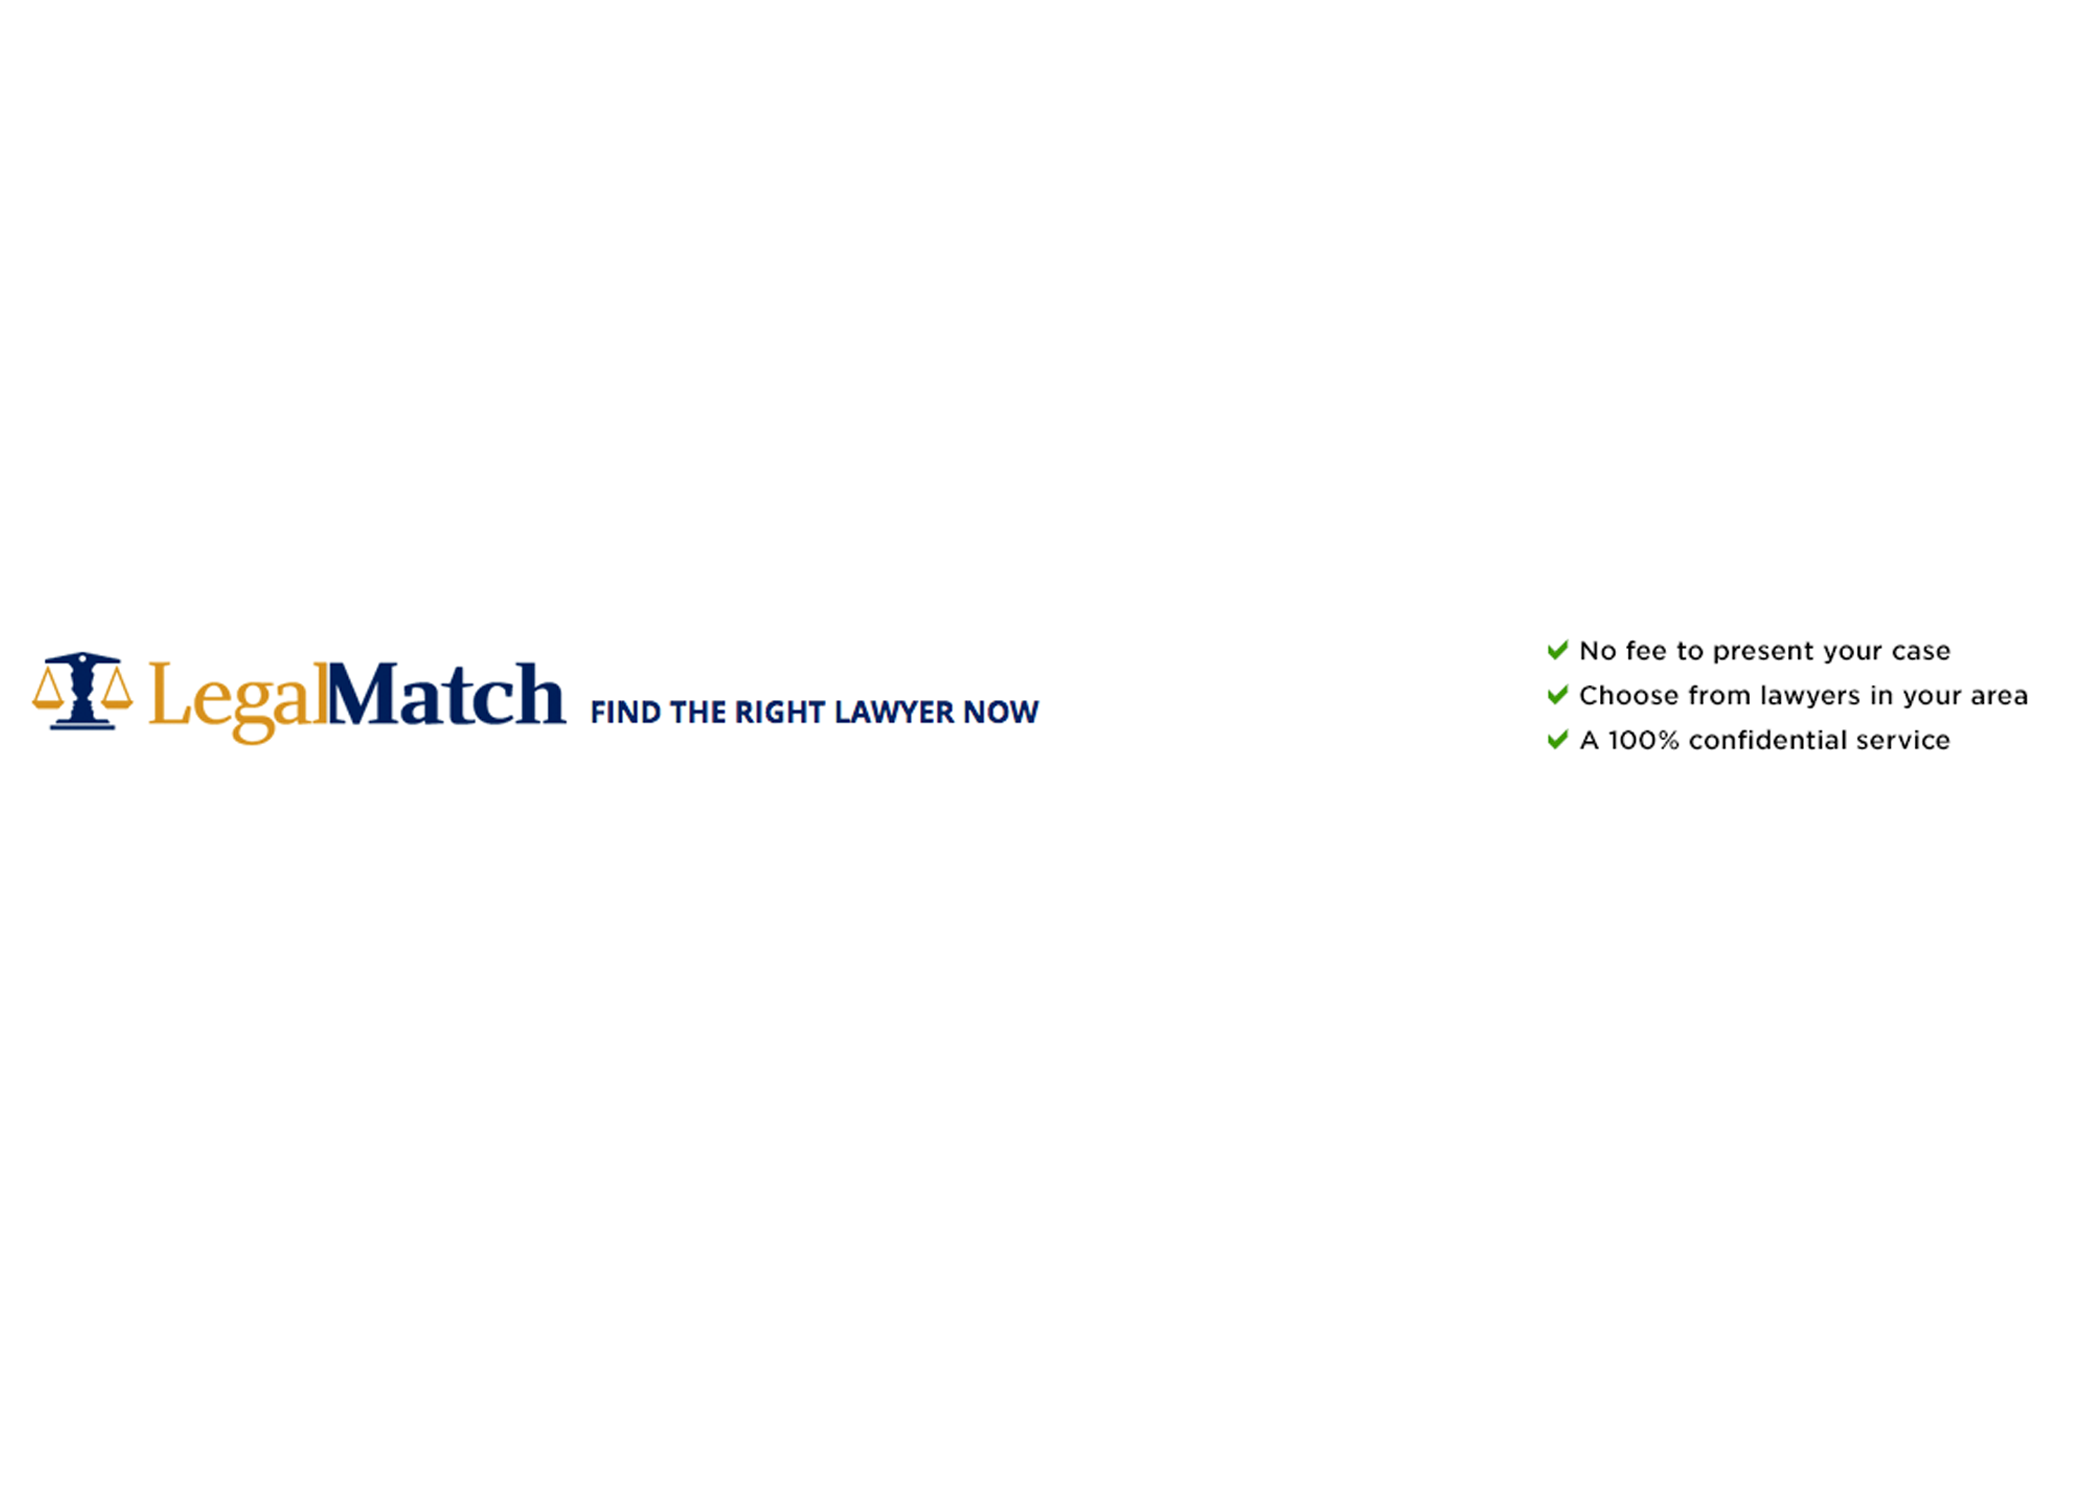 LegalMatch FIND THE RIGHT LAWYER NOW
No fee to present your case
Choose from lawyers in your area
A 100% confidential service